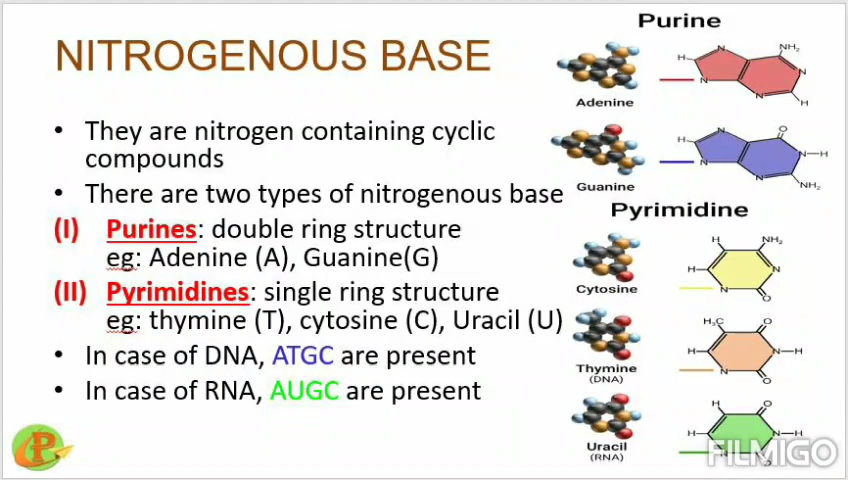 NITROGENOUS BASE
• They are nitrogen containing cyclic
compounds
• There are two types of nitrogenous base
(I) Purines: double ring structure
eg: Adenine (A), Guanine(G)
(II) Pyrimidines: single ring structure
eg: thymine (T), cytosine (C), Uracil (U)
• In case of DNA, ATGC are present
• In case of RNA, AUGC are present
Purine
Adenine
H
N
NH₂
N
N
N
H
Guanine
H
N
O
N
H
N
N
NH₂
Pyrimidine
Cytosine
H
NH₂
H
N
N
O
Thymine
(DNA)
H₃C
O
H
N
H
N
O
Uracil
(RNA)
H
O
H
N
H
N
P
FILMIGO